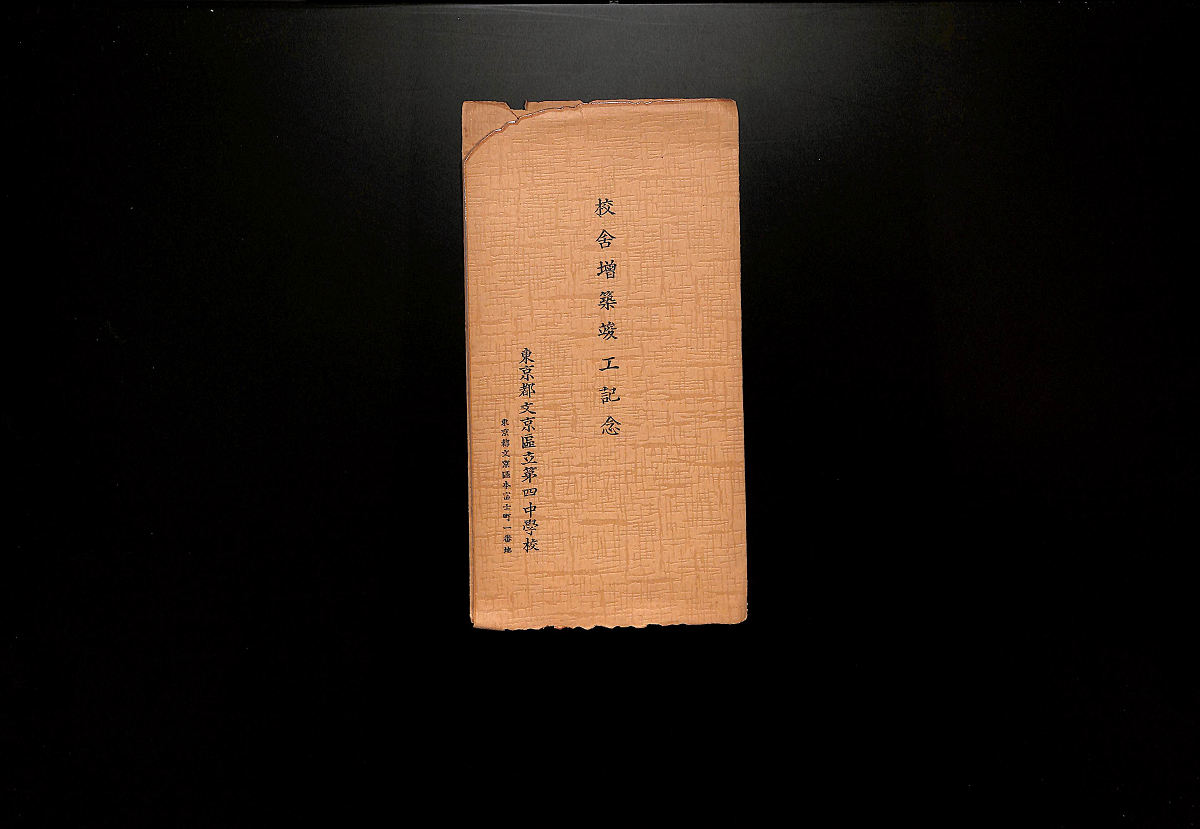 校舍增築竣工記念
東京都文京區立第四中學校
東京都文京區本富士町一番地